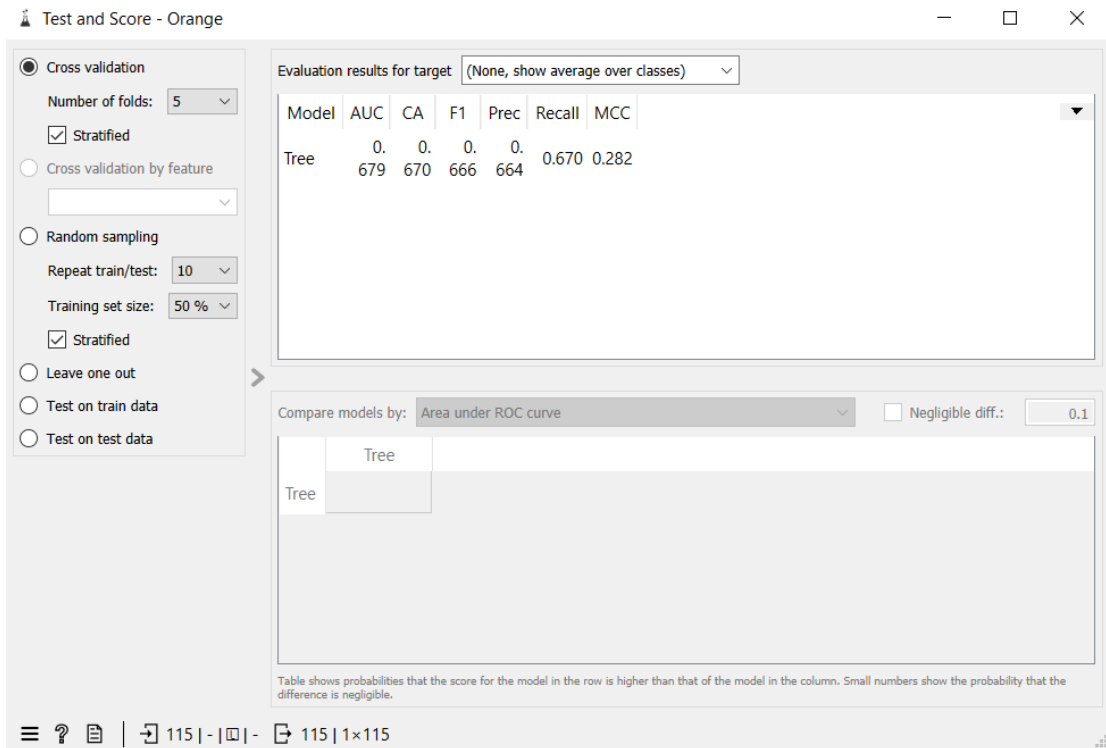 Test and Score - Orange
Cross validation
Number of folds: 5
Stratified
Cross validation by feature
Random sampling
Repeat train/test: 10
Training set size: 50 %
Stratified
Leave one out
Test on train data
Test on test data
Evaluation results for target (None, show average over classes)
Model AUC CA F1 Prec Recall MCC
Tree 0.679 0.670 0.666 0.664 0.670 0.282
Compare models by: Area under ROC curve Negligible diff.: 0.1
Tree
Tree
Table shows probabilities that the score for the model in the row is higher than that of the model in the column. Small numbers show the probability that the
difference is negligible.
115 | - | - 115 | 1×115